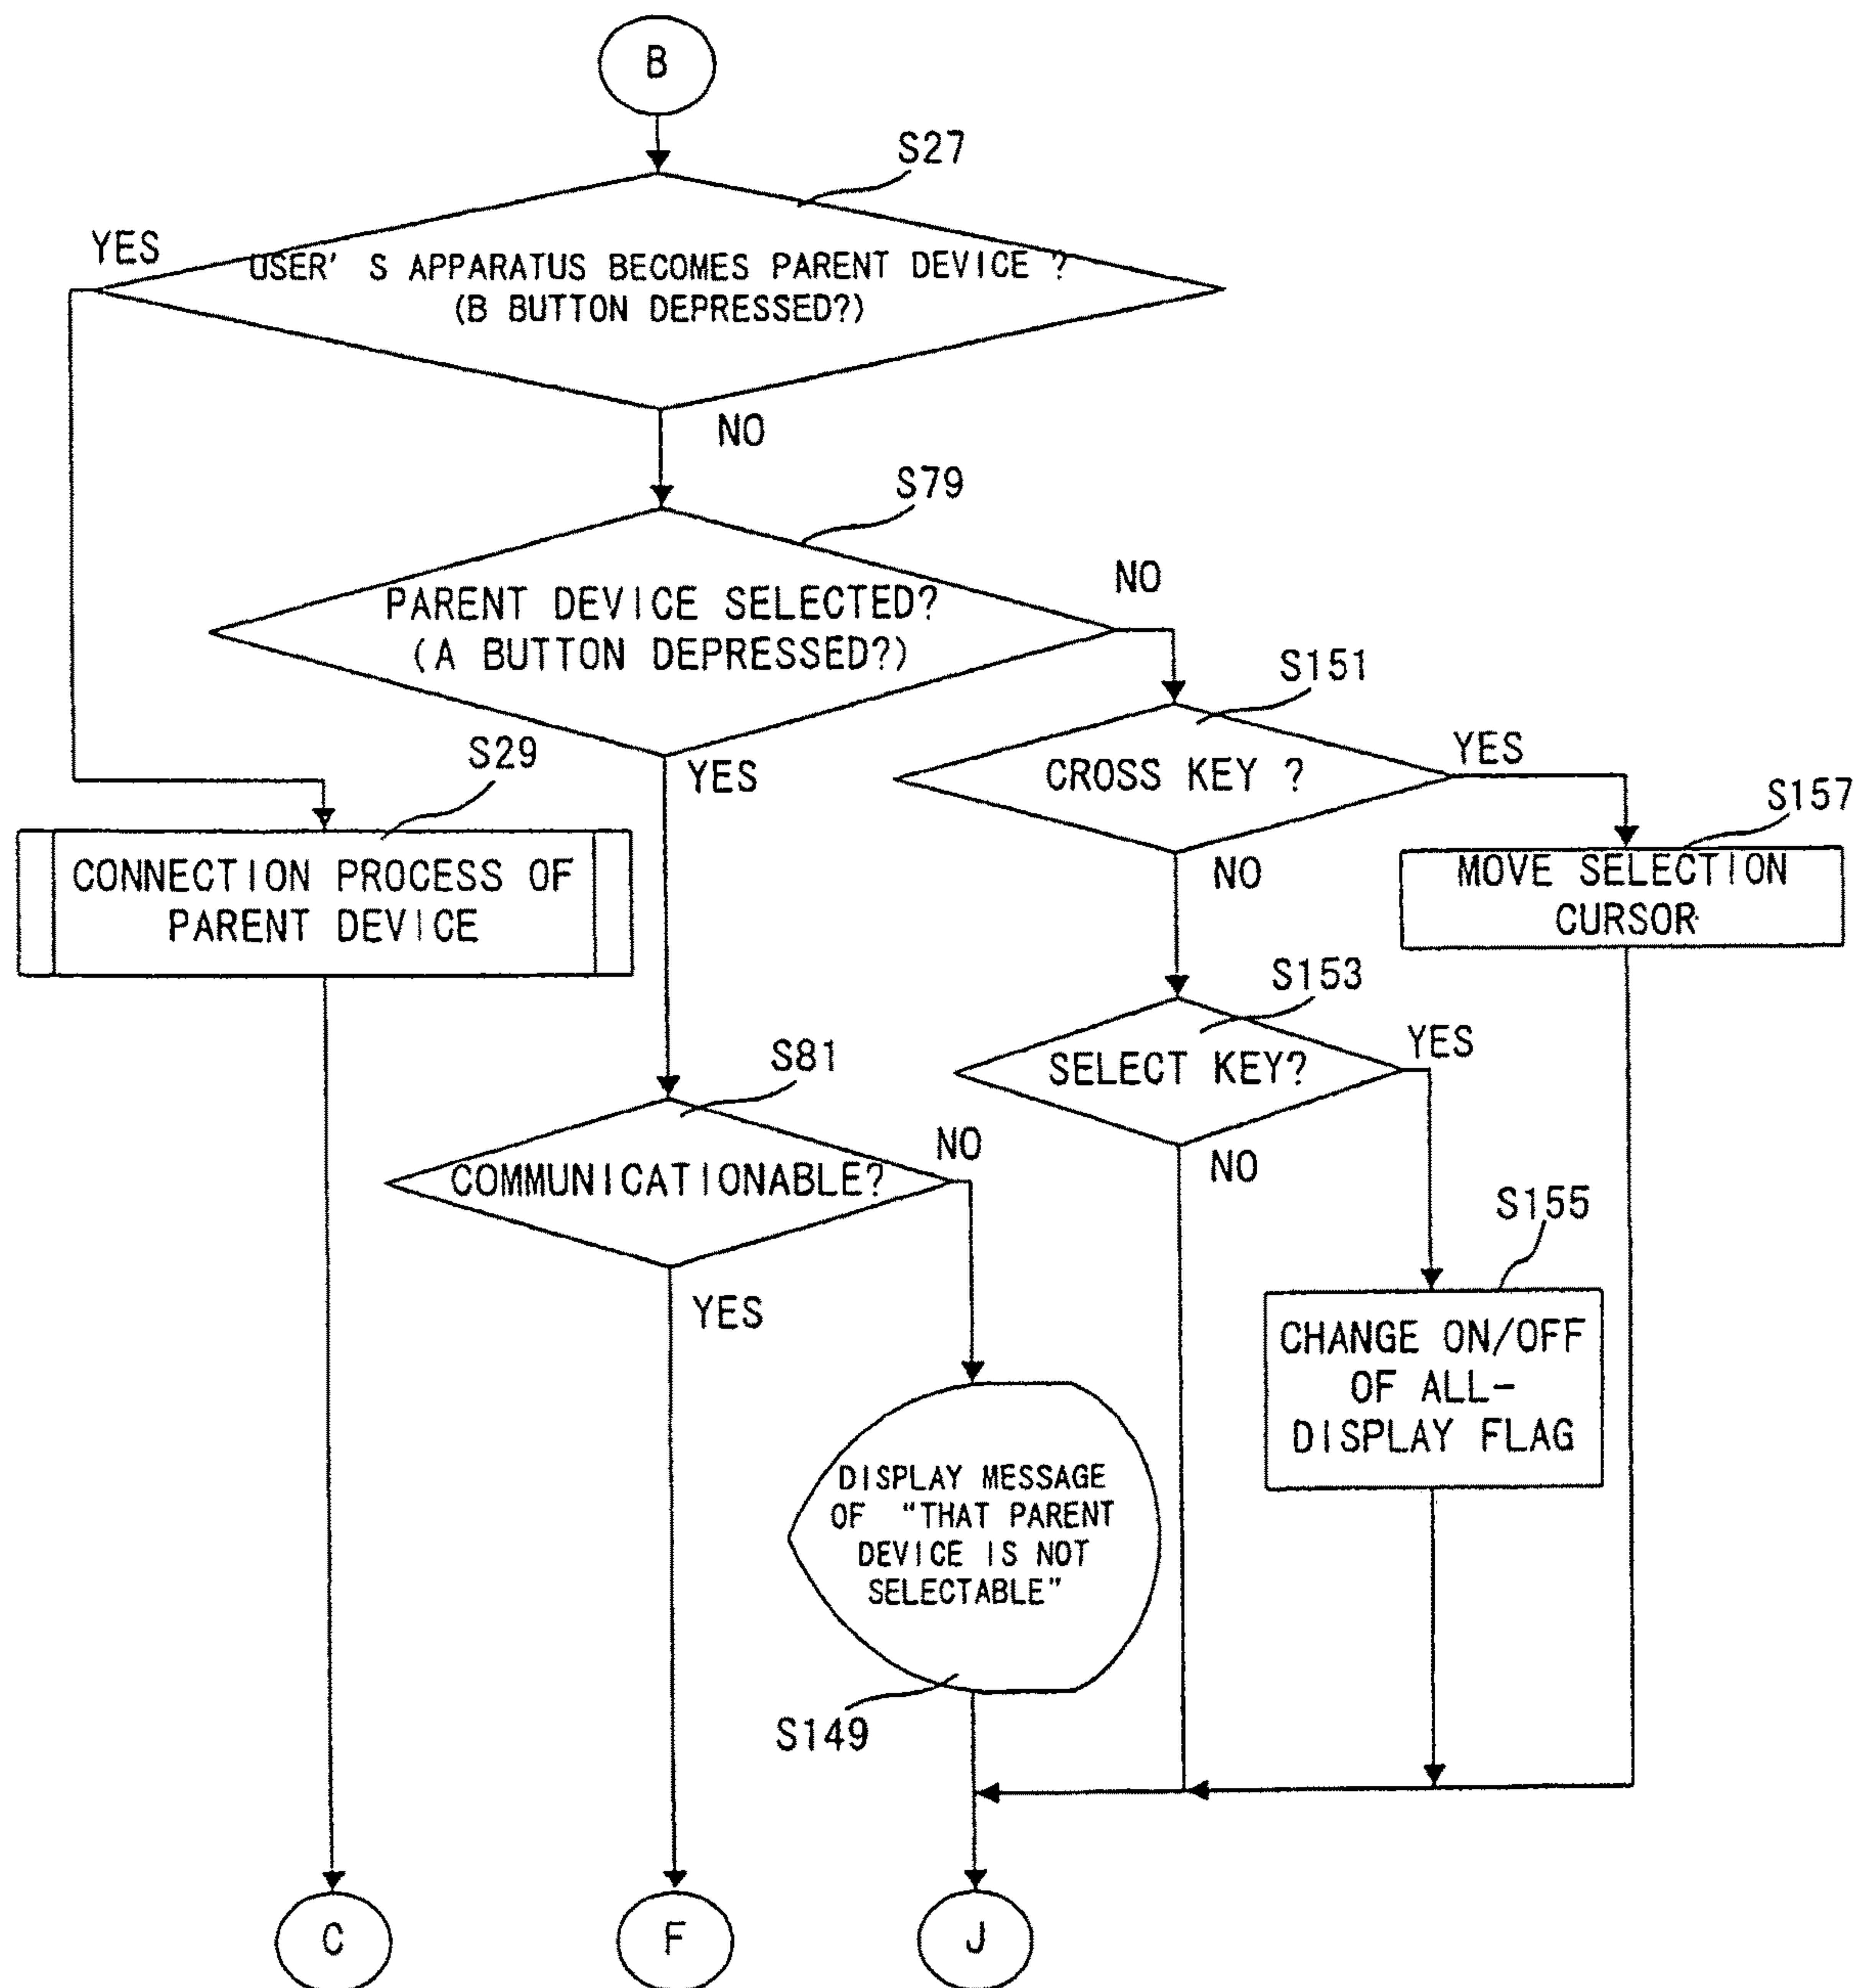 B
S27
YES
USER' S APPARATUS BECOMES PARENT DEVICE ?
(B BUTTON DEPRESSED?)
NO
S79
PARENT DEVICE SELECTED?
(A BUTTON DEPRESSED?)
NO
YES
S151
CROSS KEY ?
YES
NO
S157
MOVE SELECTION
CURSOR
S29
CONNECTION PROCESS OF
PARENT DEVICE
S153
SELECT KEY?
YES
NO
S81
COMMUNICATIONABLE?
NO
YES
S155
CHANGE ON/OFF
OF ALL-
DISPLAY FLAG
DISPLAY MESSAGE
OF "THAT PARENT
DEVICE IS NOT
SELECTABLE"
S149
C
F
J